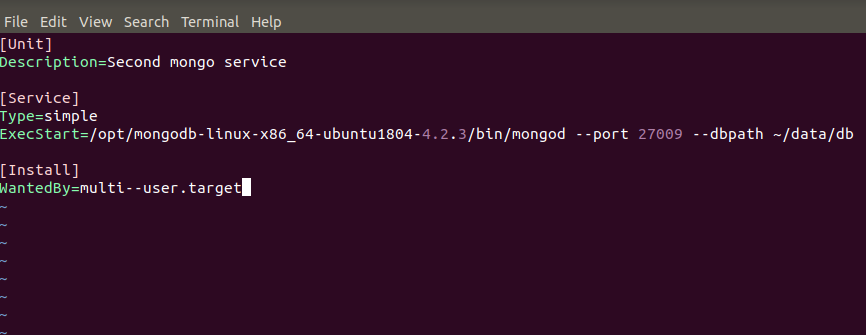 File Edit View Search Terminal Help
[Unit]
Description=Second mongo service
[Service]
Type=simple
ExecStart=/opt/mongodb-linux-x86_64-ubuntu1804-4.2.3/bin/mongod --port 27009 --dbpath ~/data/db
[Install]
WantedBy=multi--user.target
~
~
~
~
~
~
~
~